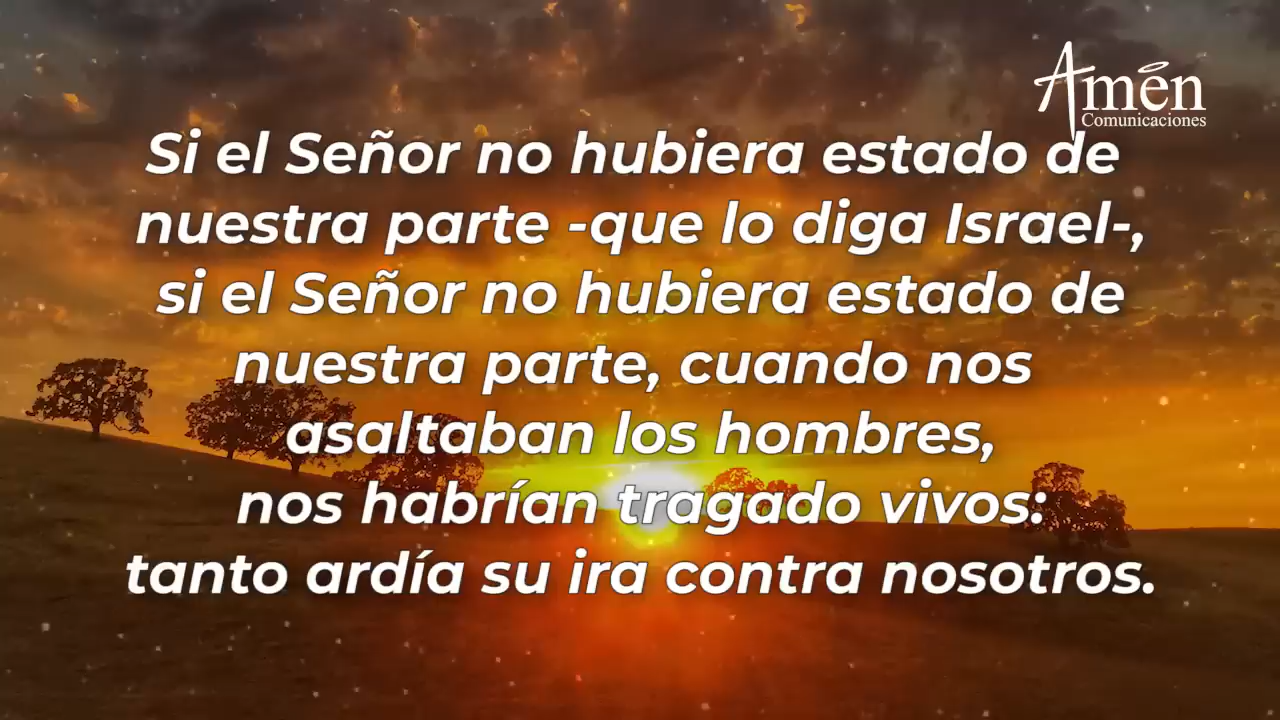 Amén
Comunicaciones
Si el Señor no hubiera estado de
nuestra parte -que lo diga Israel-,
si el Señor no hubiera estado de
nuestra parte, cuando nos
asaltaban los hombres,
nos habrían tragado vivos:
tanto ardía su ira contra nosotros.